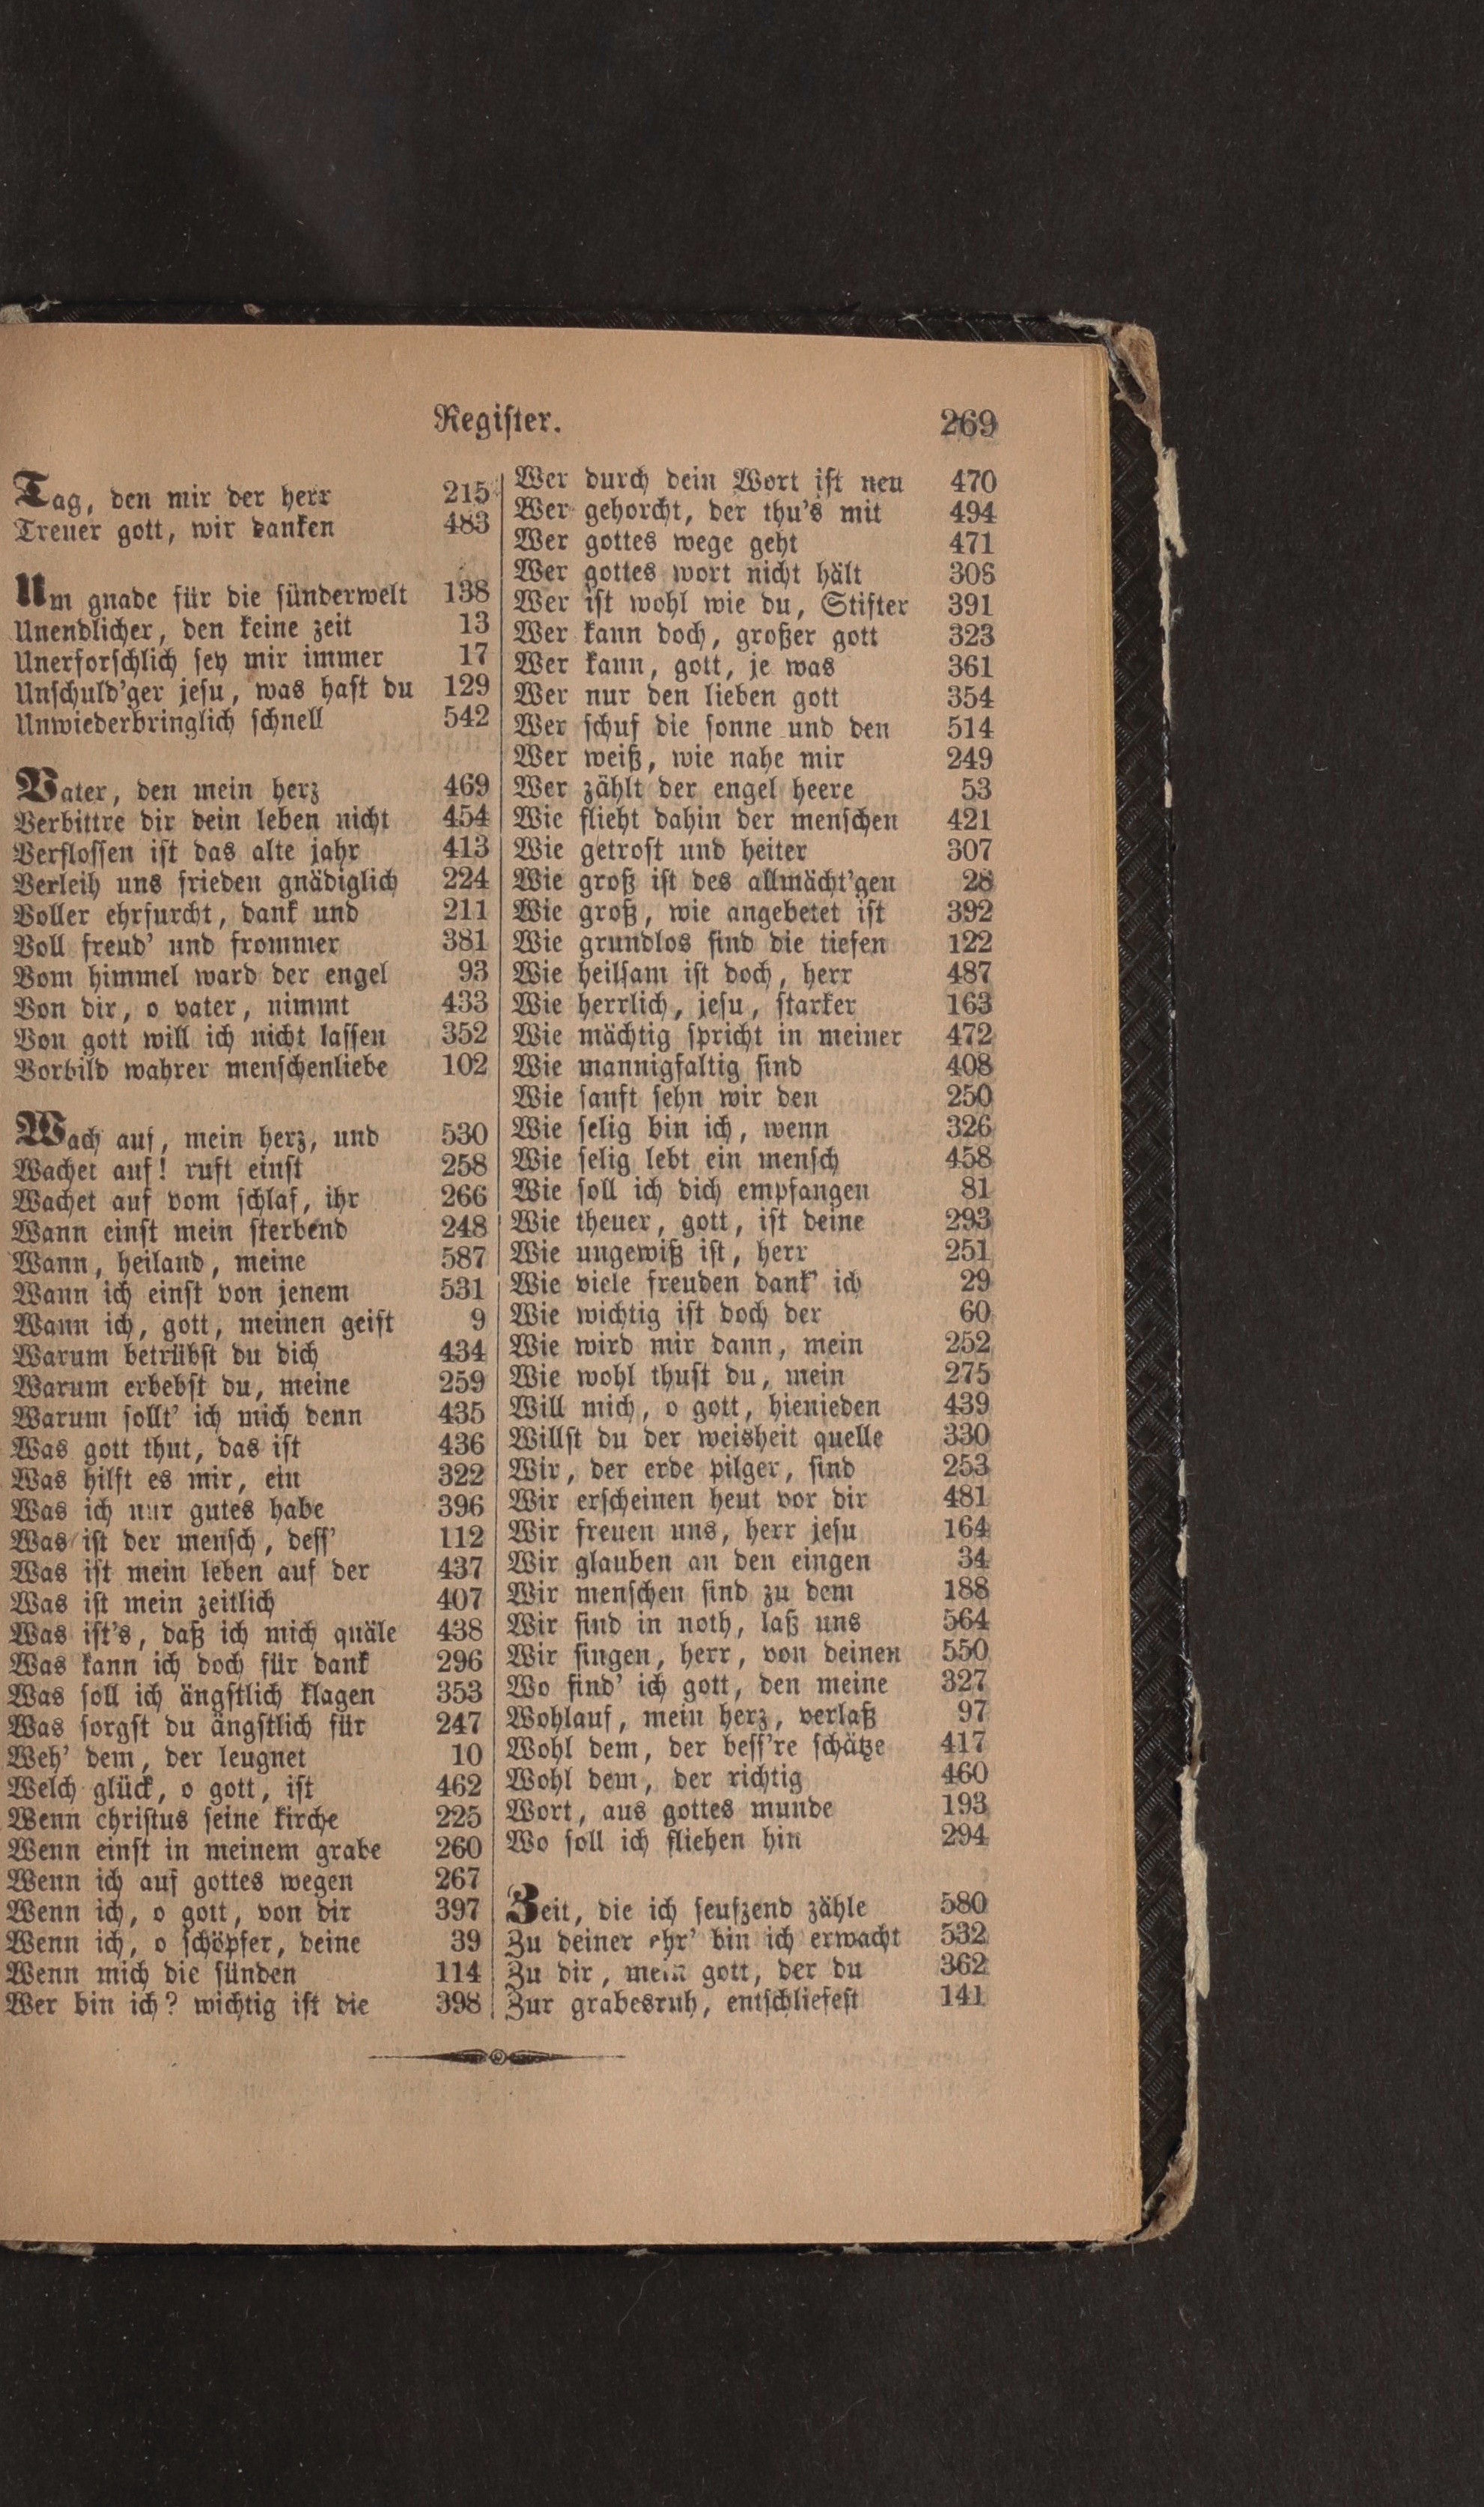 Register.
269
Tag, den mir der herr 215
Treuer gott, wir danken 483
Um gnade für die sünderwelt 138
Unendlicher, den keine zeit 13
Unerforschlich sey mir immer 17
Unschuld'ger jesu, was hast du 129
Unwiederbringlich schnell 542
Vater, den mein herz 469
Verbittre dir dein leben nicht 454
Verflossen ist das alte jahr 413
Verleih uns frieden gnädiglich 224
Voller ehrfurcht, dank und 211
Voll freud' und frommer 381
Vom himmel ward der engel 93
Von dir, o vater, nimmt 433
Von gott will ich nicht lassen 352
Vorbild wahrer menschenliebe 102
Wach auf, mein herz, und 530
Wachet auf! ruft einst 258
Wachet auf vom schlaf, ihr 266
Wann einst mein sterbend 248
Wann, heiland, meine 587
Wann ich einst von jenem 531
Wann ich, gott, meinen geist 9
Warum betrübst du dich 434
Warum erbebst du, meine 259
Warum sollt' ich mich denn 435
Was gott thut, das ist 436
Was hilft es mir, ein 322
Was ich nur gutes habe 396
Was ist der mensch, dess' 112
Was ist mein leben auf der 437
Was ist mein zeitlich 407
Was ist's, daß ich mich quäle 438
Was kann ich doch für dank 296
Was soll ich ängstlich klagen 353
Was sorgst du ängstlich für 247
Weh' dem, der leugnet 10
Welch glück, o gott, ist 462
Wenn christus seine kirche 225
Wenn einst in meinem grabe 260
Wenn ich auf gottes wegen 267
Wenn ich, o gott, von dir 397
Wenn ich, o schöpfer, deine 39
Wenn mich die sünden 114
Wer bin ich? wichtig ist die 398
Wer durch dein Wort ist neu 470
Wer gehorcht, der thu's mit 494
Wer gottes wege geht 471
Wer gottes wort nicht hält 306
Wer ist wohl wie du, Stifter 391
Wer kann doch, großer gott 323
Wer kann, gott, je was 361
Wer nur den lieben gott 354
Wer schuf die sonne und den 514
Wer weiß, wie nahe mir 249
Wer zählt der engel heere 53
Wie flieht dahin der menschen 421
Wie getrost und heiter 307
Wie groß ist des allmächt'gen 28
Wie groß, wie angebetet ist 392
Wie grundlos sind die tiefen 122
Wie heilsam ist doch, herr 487
Wie herrlich, jesu, starker 163
Wie mächtig spricht in meiner 472
Wie mannigfaltig sind 408
Wie sanft sehn wir den 250
Wie selig bin ich, wenn 326
Wie selig lebt ein mensch 458
Wie soll ich dich empfangen 81
Wie theuer, gott, ist deine 293
Wie ungewiß ist, herr 251
Wie viele freuden dank' ich 29
Wie wichtig ist doch der 60
Wie wird mir dann, mein 252
Wie wohl thust du, mein 275
Will mich, o gott, hienieden 439
Willst du der weisheit quelle 330
Wir, der erde pilger, sind 253
Wir erscheinen heut vor dir 481
Wir freuen uns, herr jesu 164
Wir glauben an den eingen 34
Wir menschen sind zu dem 188
Wir sind in noth, laß uns 564
Wir singen, herr, von deinen 550
Wo find' ich gott, den meine 327
Wohlauf, mein herz, verlaß 97
Wohl dem, der bess're schätze 417
Wohl dem, der richtig 460
Wort, aus gottes munde 193
Wo soll ich fliehen hin 294
Zeit, die ich seufzend zähle 580
Zu deiner ehr' bin ich erwacht 532
Zu dir, mein gott, der du 362
Zur grabesruh, entschliefest 141